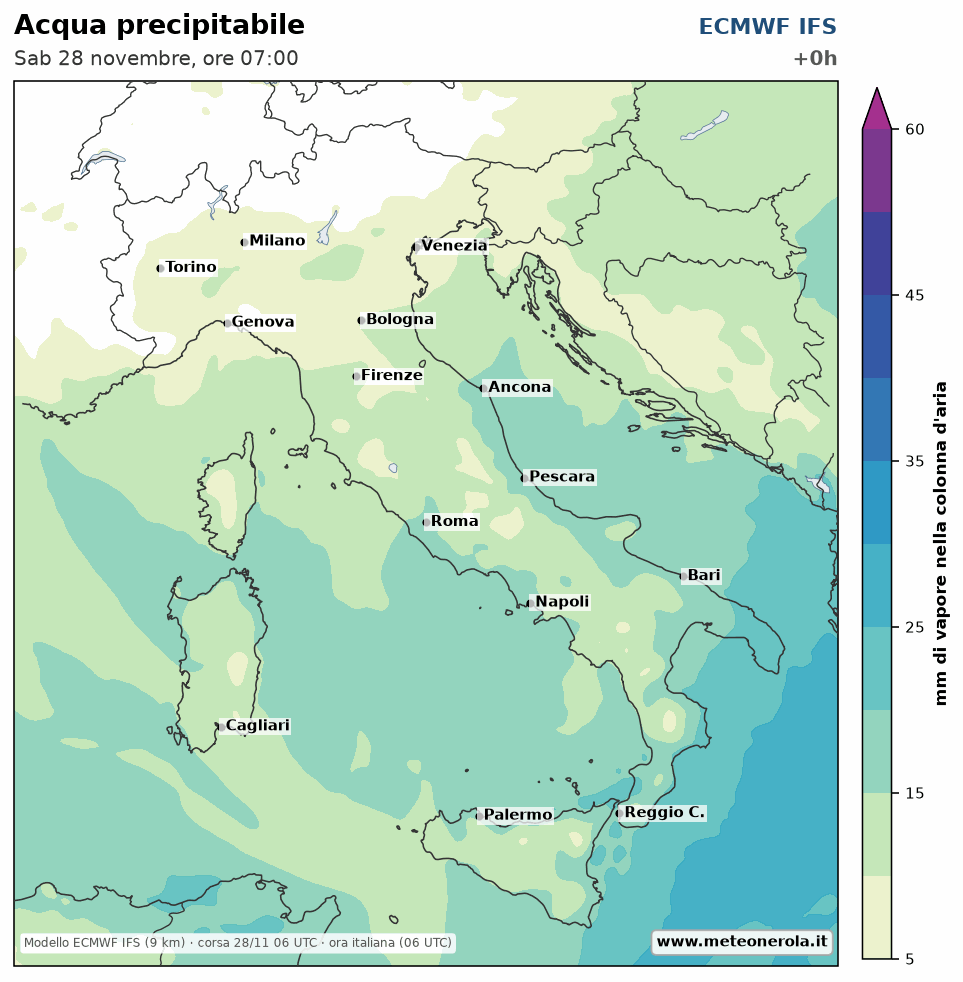 Acqua precipitabile
ECMWF IFS
Sab 28 novembre, ore 07:00
+0h
Milano
Venezia
Torino
Genova
Bologna
Firenze
Ancona
Pescara
Roma
Bari
Napoli
Cagliari
Palermo
Reggio C.
60
45
35
25
15
5
mm di vapore nella colonna d'aria
Modello ECMWF IFS (9 km) · corsa 28/11 06 UTC · ora italiana (06 UTC)
www.meteonerola.it